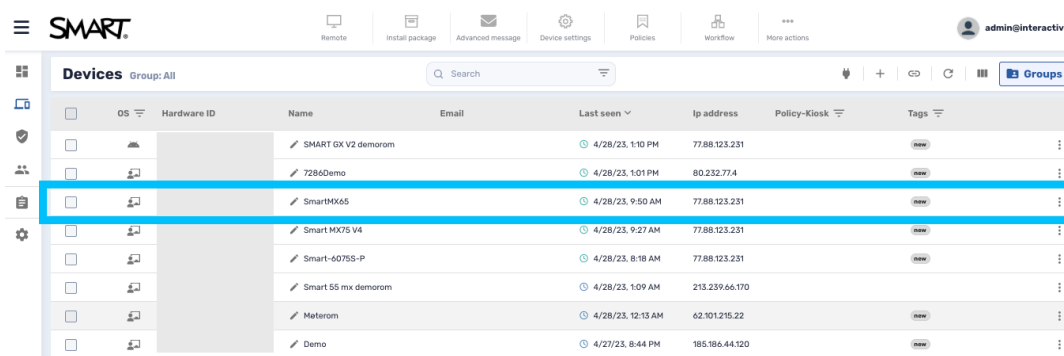 SMART.
Remote Install package Advanced message Device settings Policies Workflow More actions
admin@interactiv
Devices Group: All Search Groups
OS Hardware ID Name Email Last seen Ip address Policy-Kiosk Tags
SMART GX V2 demorom 4/28/23, 1:10 PM 77.88.123.231 new
7286Demo 4/28/23, 1:01 PM 80.232.77.4 new
SmartMX65 4/28/23, 9:50 AM 77.88.123.231 new
Smart MX75 V4 4/28/23, 9:27 AM 77.88.123.231 new
Smart-6075S-P 4/28/23, 8:18 AM 77.88.123.231 new
Smart 55 mx demorom 4/28/23, 1:09 AM 213.239.66.170
Meterom 4/28/23, 12:13 AM 62.101.215.22 new
Demo 4/27/23, 8:44 PM 185.186.44.120 new